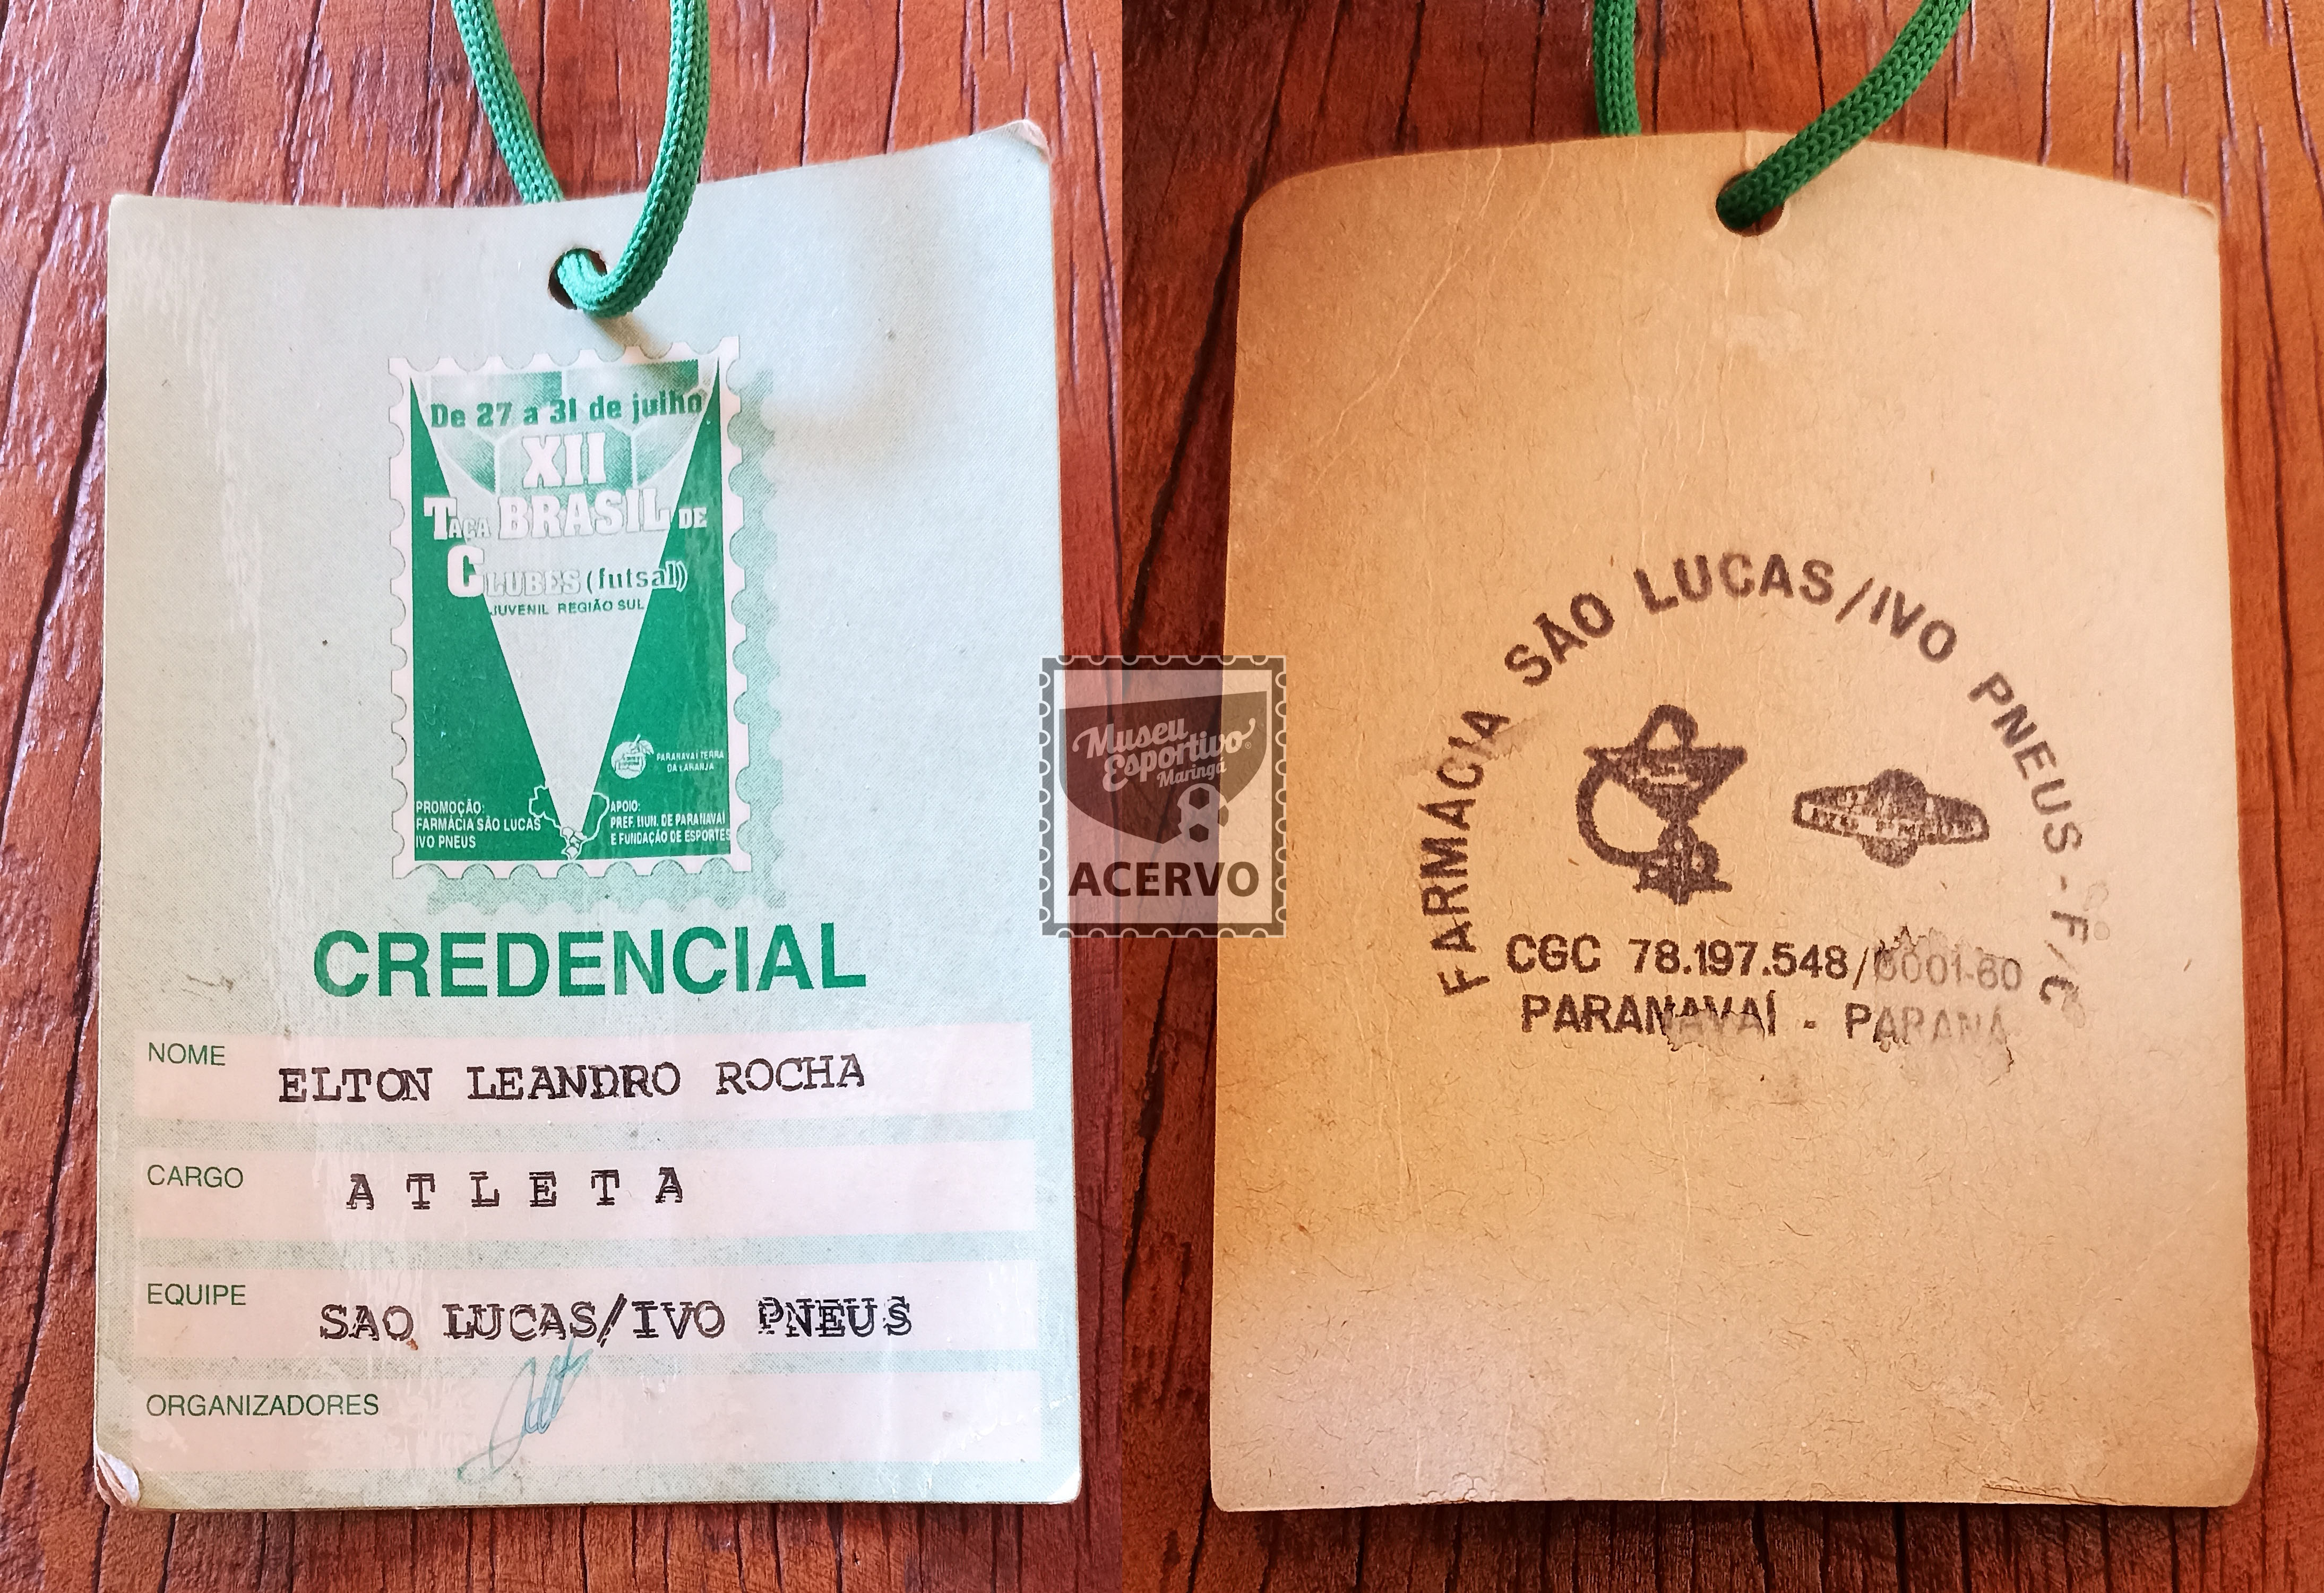 De 27 a 31 de julho
XII
TAÇA BRASIL DE
CLUBES (futsal)
JUVENIL REGIÃO SUL
PARANAVAÍ TERRA
DA LARANJA
PROMOÇÃO:
FARMÁCIA SÃO LUCAS
IVO PNEUS
APOIO:
PREF. MUN. DE PARANAVAÍ
E FUNDAÇÃO DE ESPORTES
CREDENCIAL
NOME ELTON LEANDRO ROCHA
CARGO ATLETA
EQUIPE SAO LUCAS/IVO PNEUS
ORGANIZADORES
Museu
Esportivo
Maringá
ACERVO
FARMÁCIA SÃO LUCAS/IVO PNEUS - F/C
IVO PNEUS
CGC 78.197.548/0001-60
PARANAVAÍ - PARANÁ